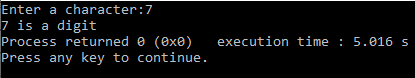 Enter a character:7
7 is a digit
Process returned 0 (0x0)   execution time : 5.016 s
Press any key to continue.